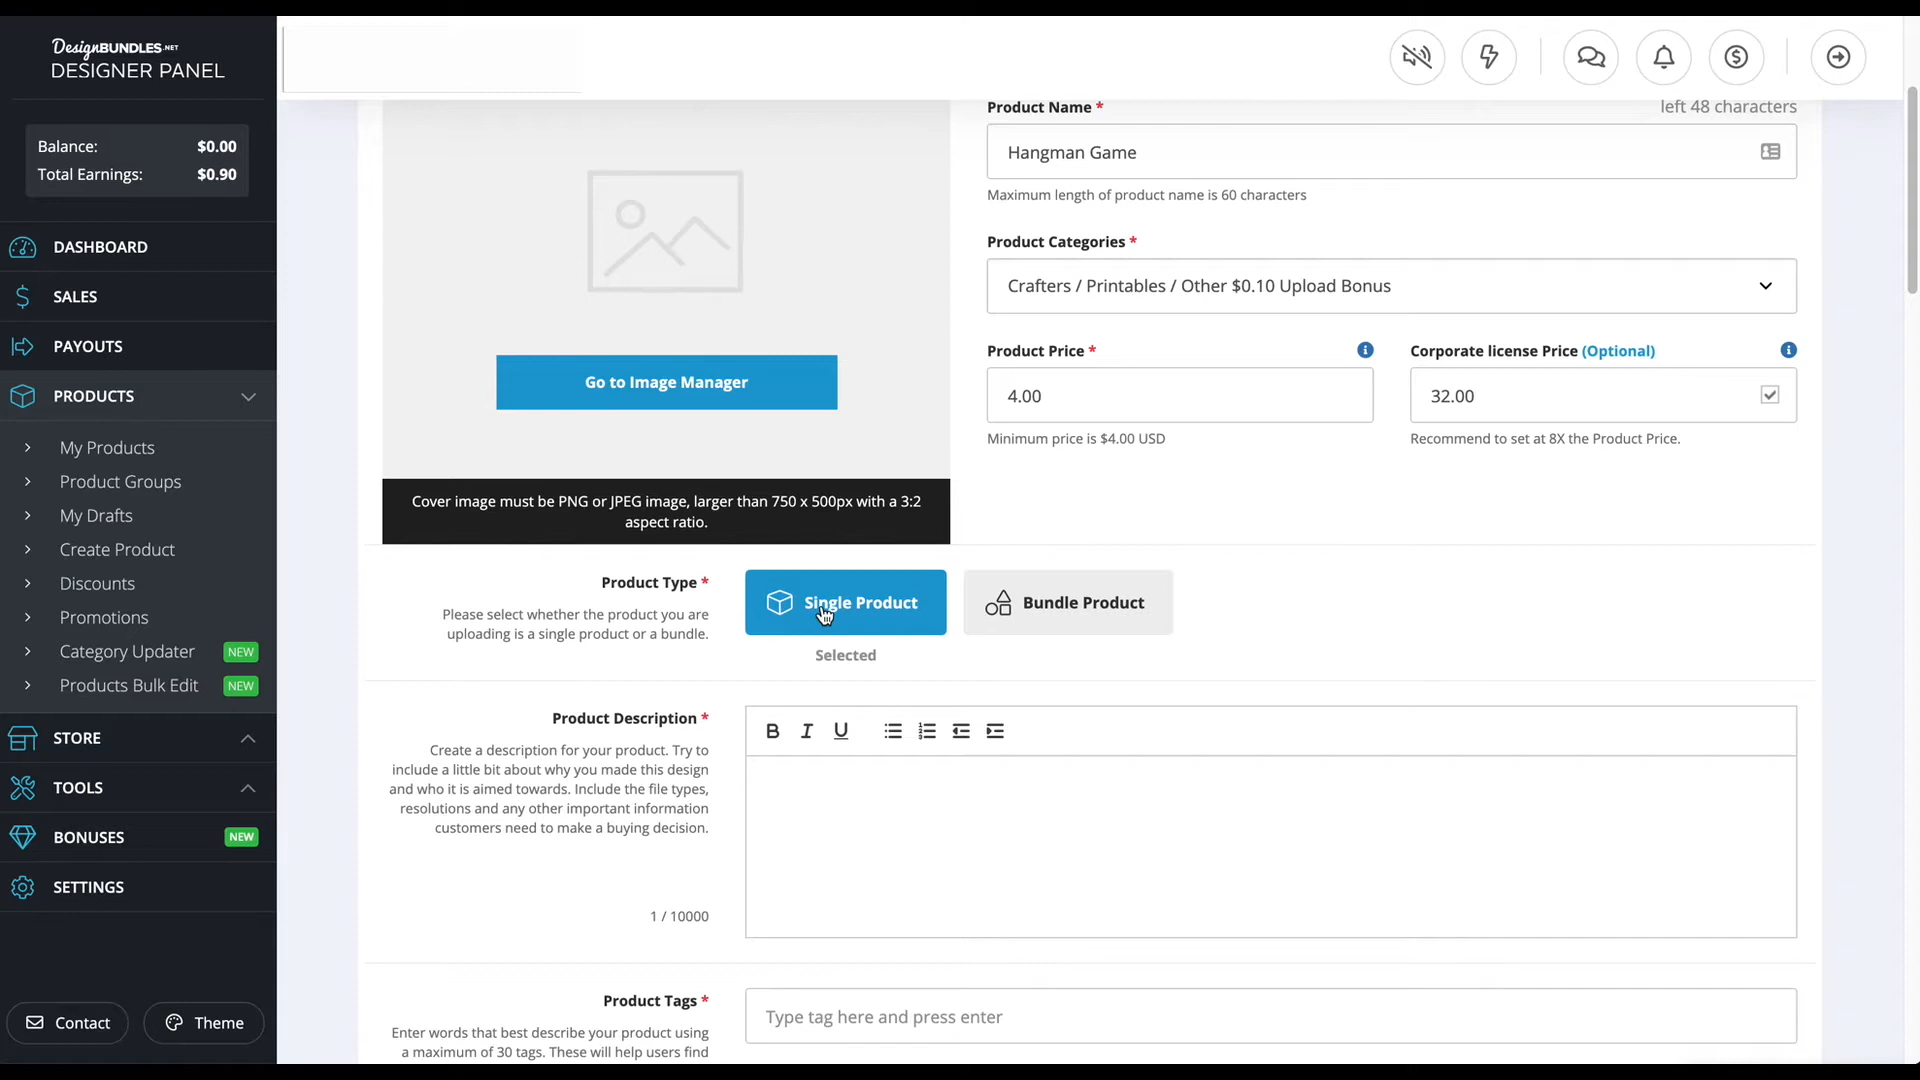 DesignBUNDLES.NET
DESIGNER PANEL
Balance: $0.00
Total Earnings: $0.90
DASHBOARD
SALES
PAYOUTS
PRODUCTS
My Products
Product Groups
My Drafts
Create Product
Discounts
Promotions
Category Updater NEW
Products Bulk Edit NEW
STORE
TOOLS
BONUSES NEW
SETTINGS
Contact Theme
Go to Image Manager
Cover image must be PNG or JPEG image, larger than 750 x 500px with a 3:2
aspect ratio.
Product Name * left 48 characters
Hangman Game
Maximum length of product name is 60 characters
Product Categories *
Crafters / Printables / Other $0.10 Upload Bonus
Product Price * Corporate license Price (Optional)
4.00 32.00
Minimum price is $4.00 USD Recommend to set at 8X the Product Price.
Product Type *
Please select whether the product you are
uploading is a single product or a bundle.
Single Product Bundle Product
Selected
Product Description *
Create a description for your product. Try to
include a little bit about why you made this design
and who it is aimed towards. Include the file types,
resolutions and any other important information
customers need to make a buying decision.
1 / 10000
B I U
Product Tags *
Enter words that best describe your product using
a maximum of 30 tags. These will help users find
Type tag here and press enter